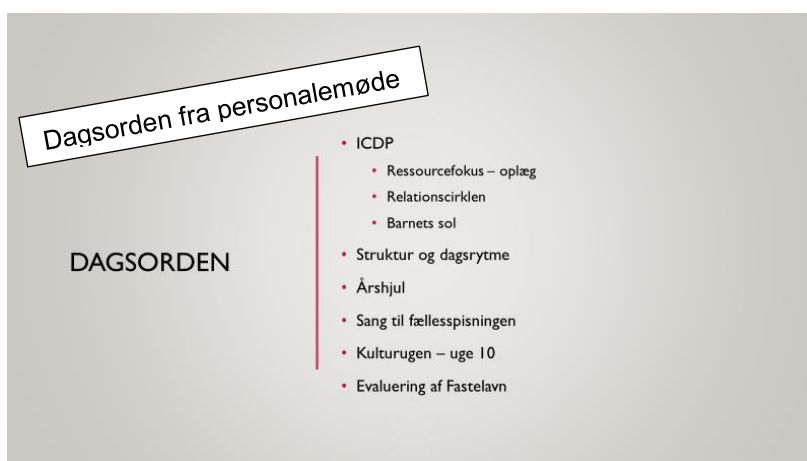 Dagsorden fra personalemøde
DAGSORDEN
• ICDP
• Ressourcefokus – oplæg
• Relationscirklen
• Barnets sol
• Struktur og dagsrytme
• Årshjul
• Sang til fællesspisningen
• Kulturugen – uge 10
• Evaluering af Fastelavn